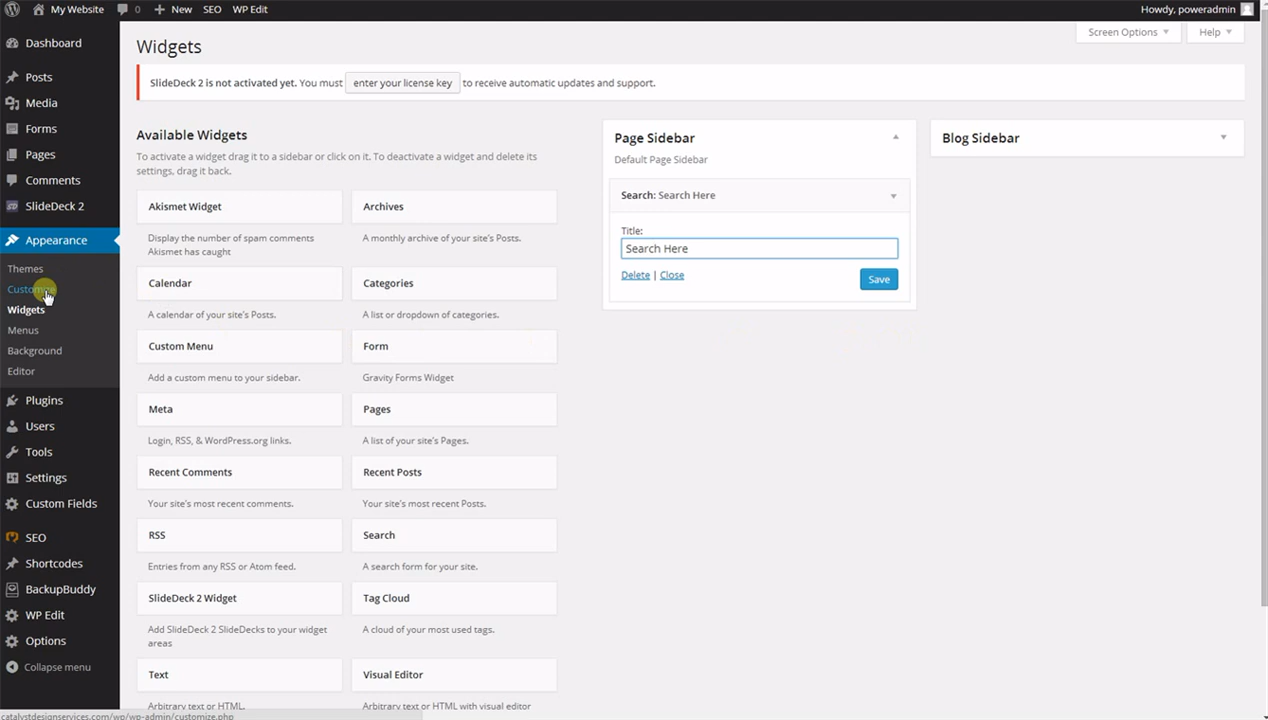 My Website
0
New
SEO
WP Edit
Howdy, poweradmin
Dashboard
Posts
Media
Forms
Pages
Comments
SlideDeck 2
Appearance
Themes
Customize
Widgets
Menus
Background
Editor
Plugins
Users
Tools
Settings
Custom Fields
SEO
Shortcodes
BackupBuddy
WP Edit
Options
Collapse menu
Screen Options
Help
Widgets
SlideDeck 2 is not activated yet. You must enter your license key to receive automatic updates and support.
Available Widgets
To activate a widget drag it to a sidebar or click on it. To deactivate a widget and delete its
settings, drag it back.
Akismet Widget
Display the number of spam comments
Akismet has caught
Archives
A monthly archive of your site's Posts.
Calendar
A calendar of your site's Posts.
Categories
A list or dropdown of categories.
Custom Menu
Add a custom menu to your sidebar.
Form
Gravity Forms Widget
Meta
Login, RSS, & WordPress.org links.
Pages
A list of your site's Pages.
Recent Comments
Your site's most recent comments.
Recent Posts
Your site's most recent Posts.
RSS
Entries from any RSS or Atom feed.
Search
A search form for your site.
SlideDeck 2 Widget
Add SlideDeck 2 SlideDecks to your widget
areas
Tag Cloud
A cloud of your most used tags.
Text
Arbitrary text or HTML.
Visual Editor
Arbitrary text or HTML with visual editor
Page Sidebar
Default Page Sidebar
Search: Search Here
Title:
Search Here
Delete | Close
Save
Blog Sidebar
catalystdesignservices.com/wp/wp-admin/customize.php